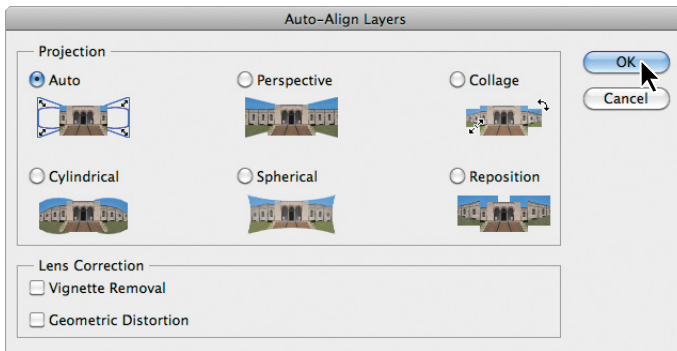 Auto-Align Layers
Projection
Auto
Perspective
Collage
OK
Cancel
Cylindrical
Spherical
Reposition
Lens Correction
Vignette Removal
Geometric Distortion